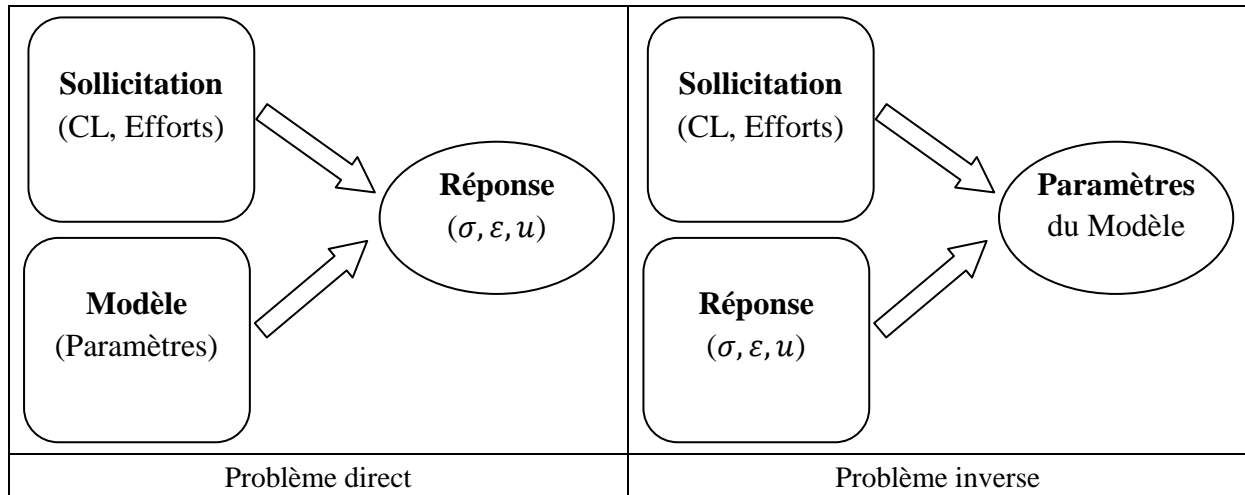 Sollicitation
(CL, Efforts)
Réponse
(σ, ε, u)
Modèle
(Paramètres)
Problème direct
Sollicitation
(CL, Efforts)
Paramètres
du Modèle
Réponse
(σ, ε, u)
Problème inverse